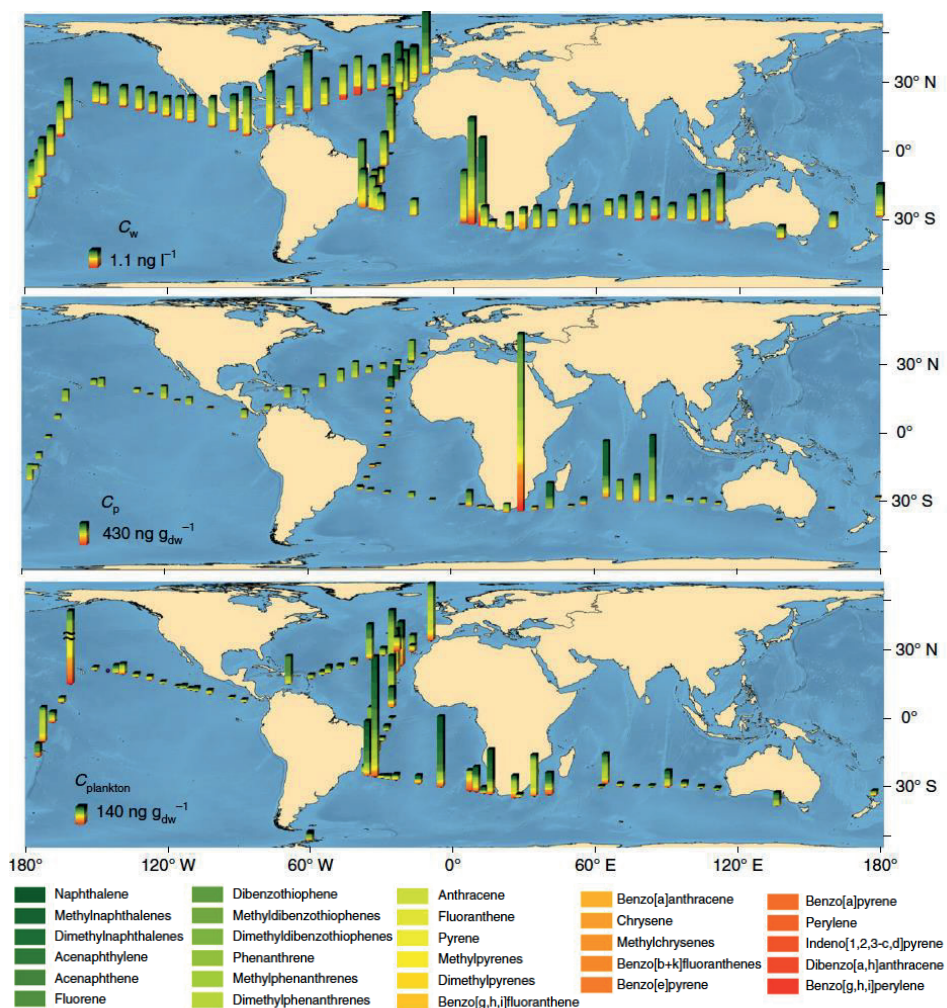 30° N
0°
30° S
C_w
1.1 ng l⁻¹
30° N
0°
30° S
C_p
430 ng g_dw⁻¹
30° N
0°
30° S
C_plankton
140 ng g_dw⁻¹
180° 120° W 60° W 0° 60° E 120° E 180°
Naphthalene
Methylnaphthalenes
Dimethylnaphthalenes
Acenaphthylene
Acenaphthene
Fluorene
Dibenzothiophene
Methyldibenzothiophenes
Dimethyldibenzothiophenes
Phenanthrene
Methylphenanthrenes
Dimethylphenanthrenes
Anthracene
Fluoranthene
Pyrene
Methylpyrenes
Dimethylpyrenes
Benzo[g,h,i]fluoranthene
Benzo[a]anthracene
Chrysene
Methylchrysenes
Benzo[b+k]fluoranthenes
Benzo[e]pyrene
Benzo[a]pyrene
Perylene
Indeno[1,2,3-c,d]pyrene
Dibenzo[a,h]anthracene
Benzo[g,h,i]perylene